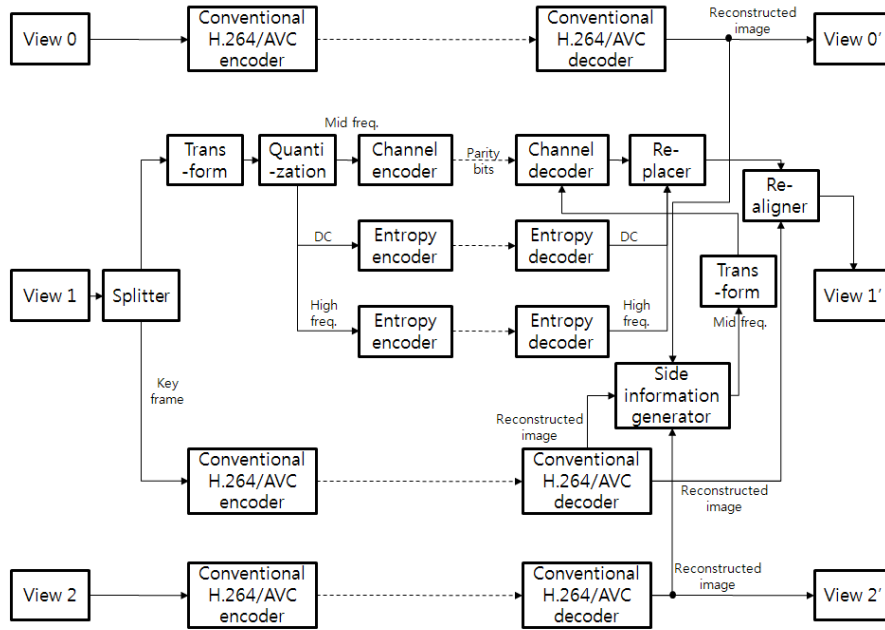 View 0
Conventional
H.264/AVC
encoder
Conventional
H.264/AVC
decoder
Reconstructed
image
View 0'
Mid freq.
Trans
-form
Quanti
-zation
Channel
encoder
Parity
bits
Channel
decoder
Re-
placer
Re-
aligner
DC
Entropy
encoder
Entropy
decoder
DC
View 1
Splitter
High
freq.
Entropy
encoder
Entropy
decoder
High
freq.
Trans
-form
Mid freq.
View 1'
Key
frame
Side
information
generator
Reconstructed
image
Conventional
H.264/AVC
encoder
Conventional
H.264/AVC
decoder
Reconstructed
image
View 2
Conventional
H.264/AVC
encoder
Conventional
H.264/AVC
decoder
Reconstructed
image
View 2'